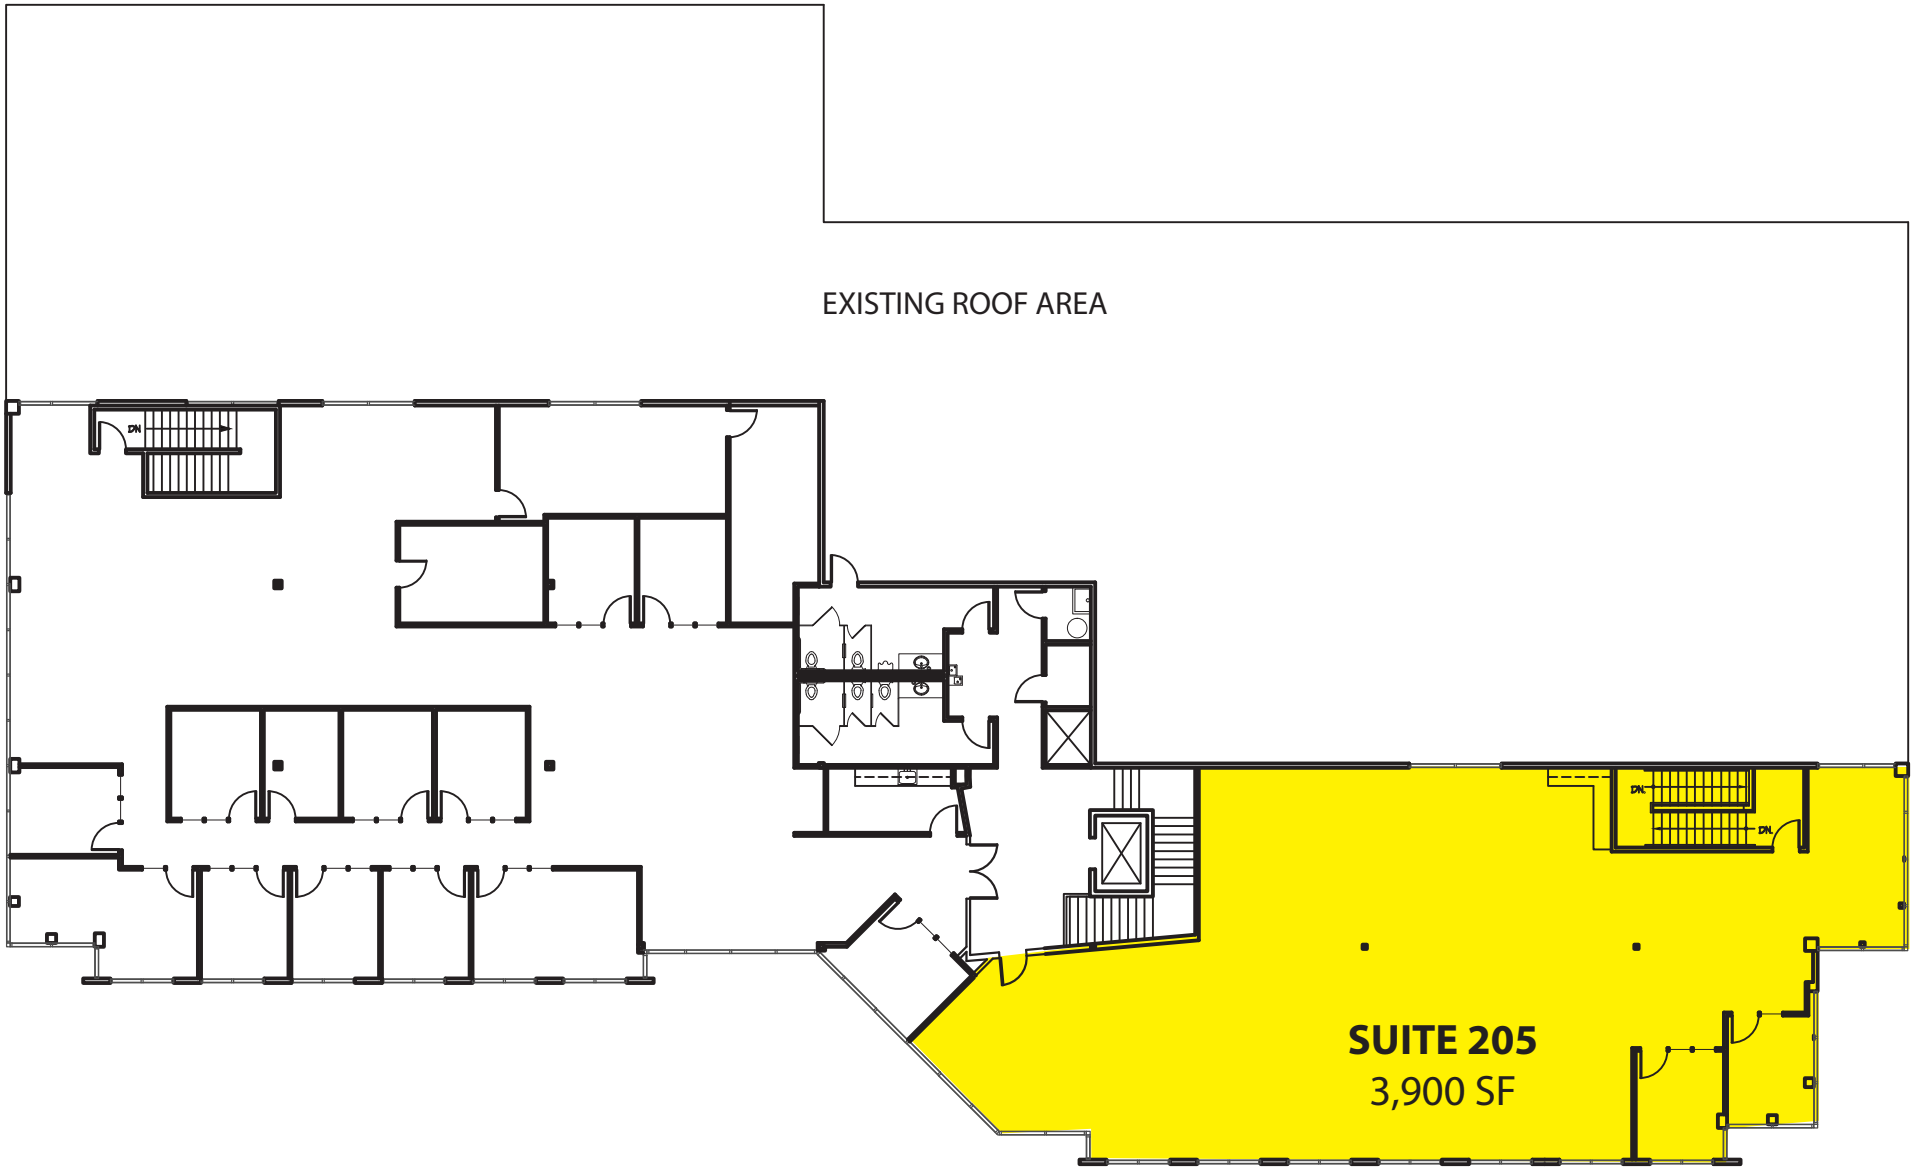 EXISTING ROOF AREA
DN
DN.
DN.
SUITE 205
3,900 SF